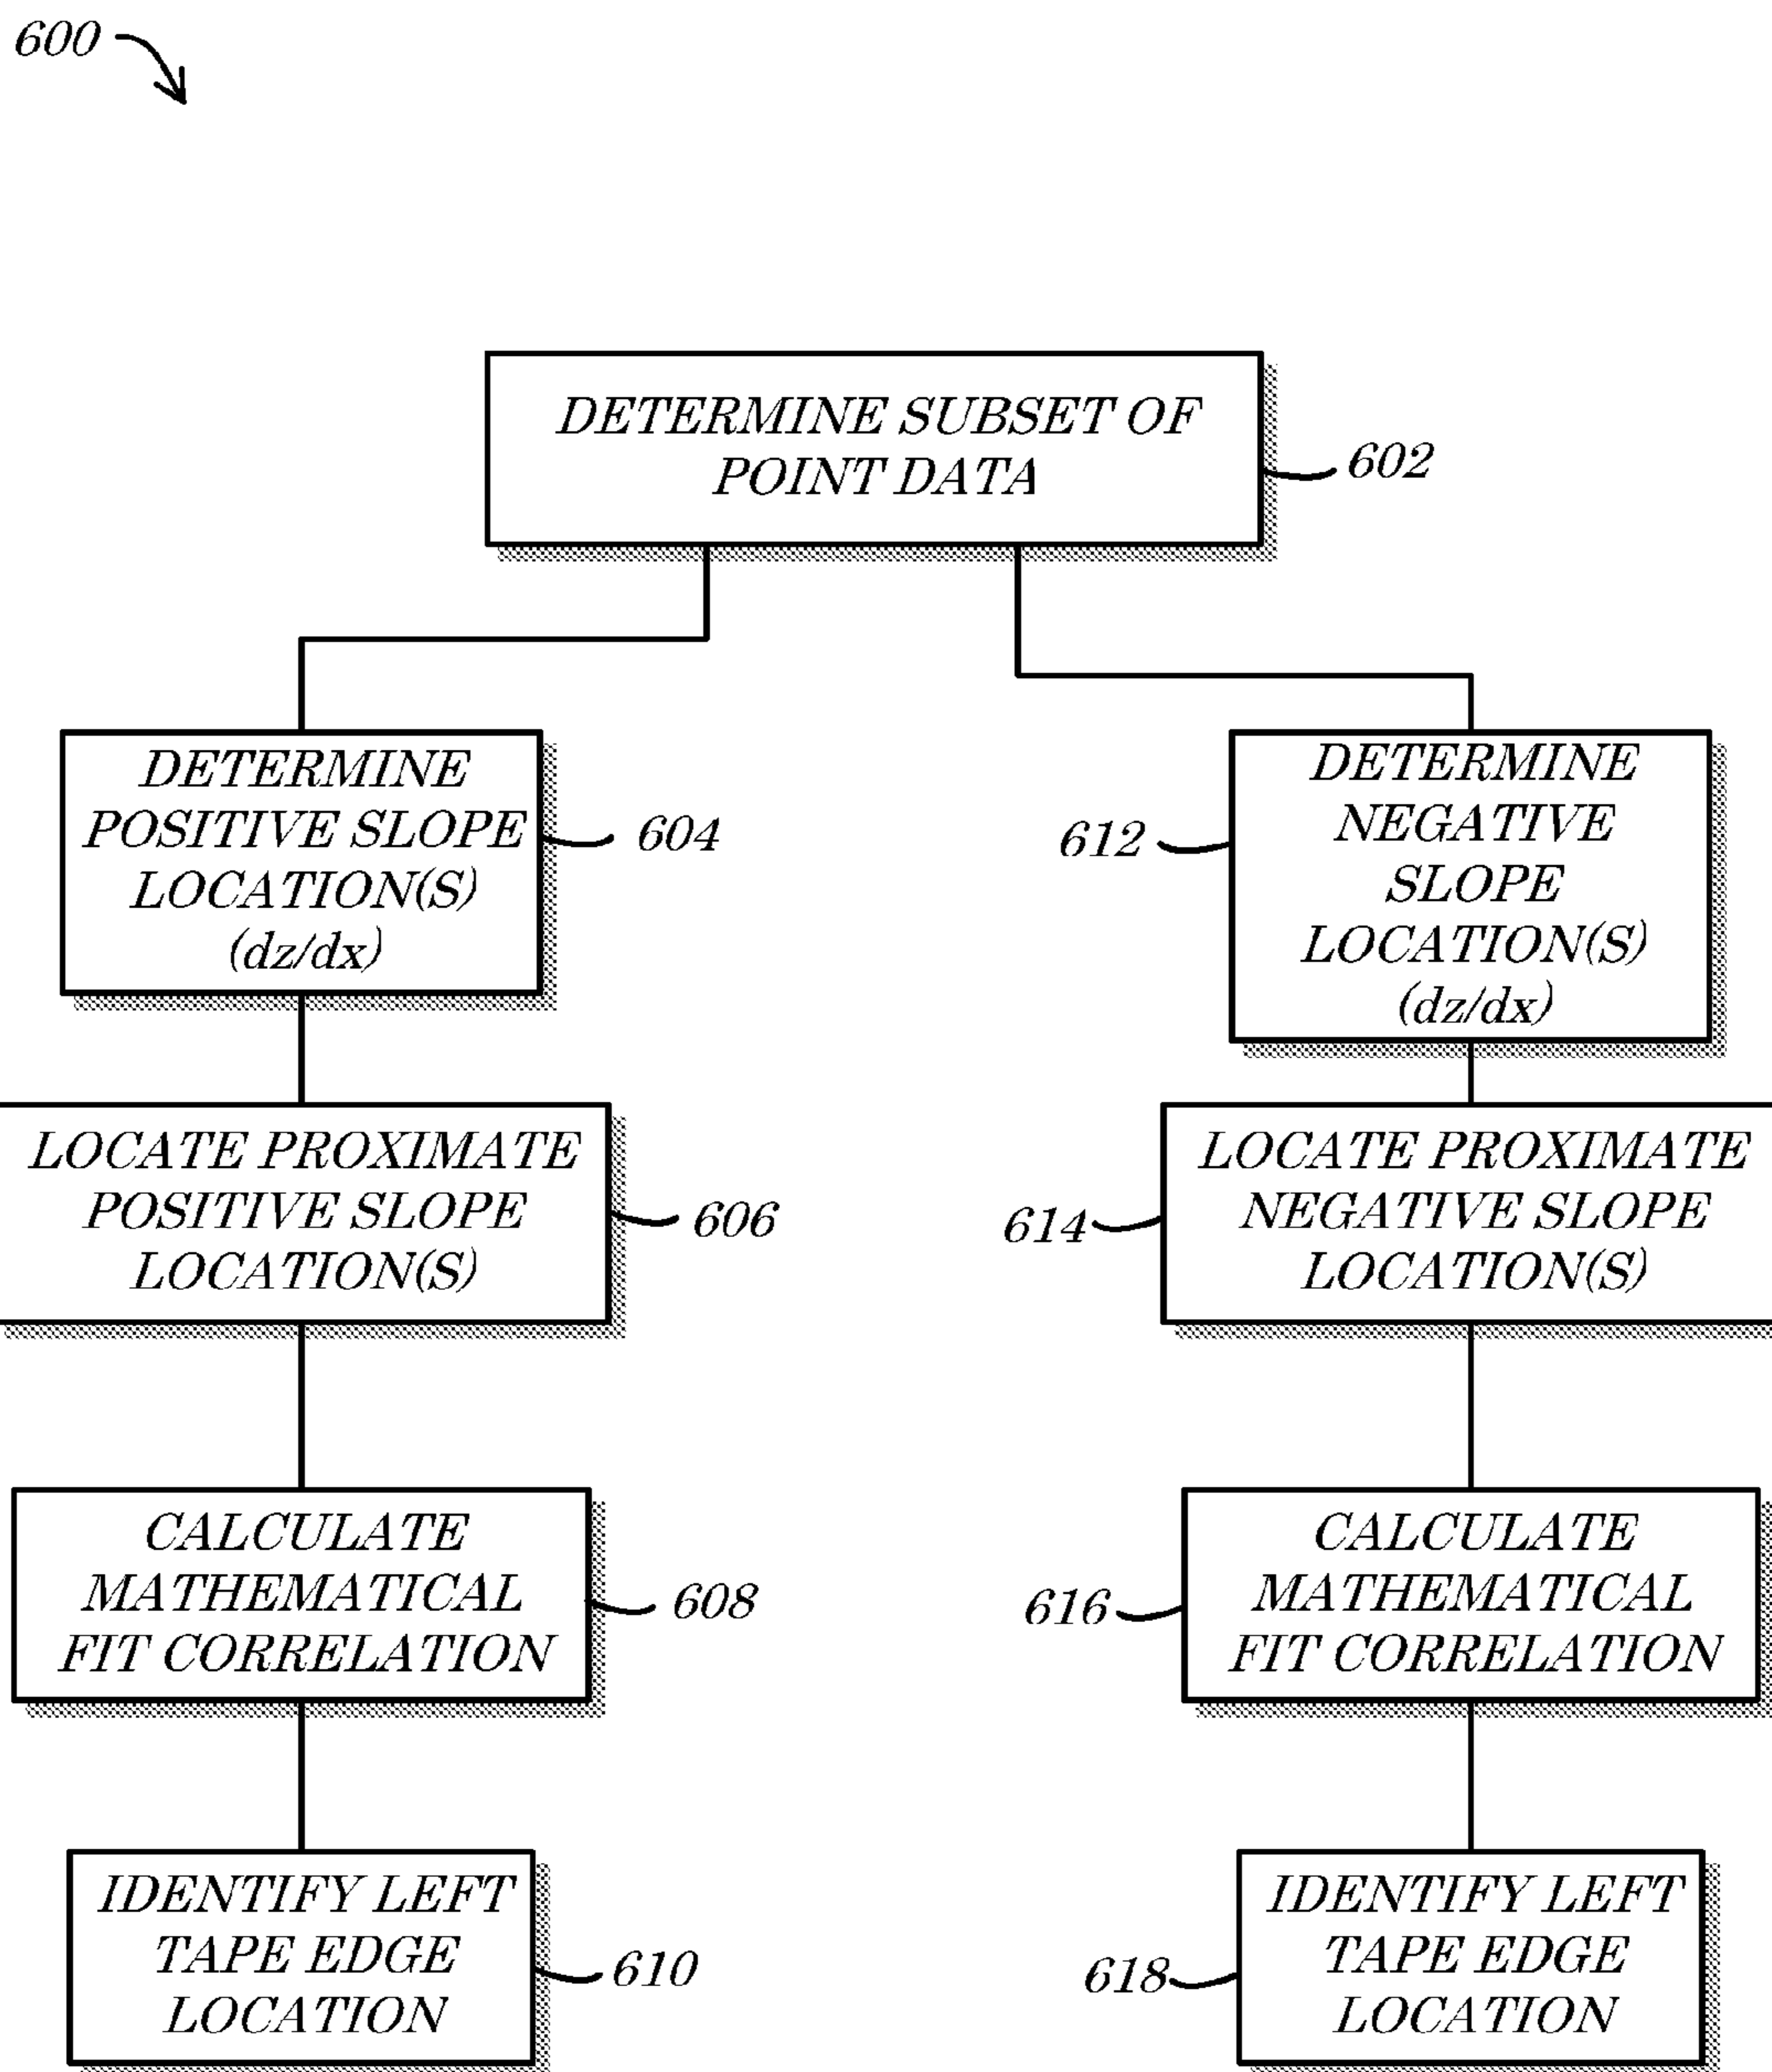 600
DETERMINE SUBSET OF
POINT DATA
602
DETERMINE
POSITIVE SLOPE
LOCATION(S)
(dz/dx)
604
LOCATE PROXIMATE
POSITIVE SLOPE
LOCATION(S)
606
CALCULATE
MATHEMATICAL
FIT CORRELATION
608
IDENTIFY LEFT
TAPE EDGE
LOCATION
610
DETERMINE
NEGATIVE
SLOPE
LOCATION(S)
(dz/dx)
612
LOCATE PROXIMATE
NEGATIVE SLOPE
LOCATION(S)
614
CALCULATE
MATHEMATICAL
FIT CORRELATION
616
IDENTIFY LEFT
TAPE EDGE
LOCATION
618